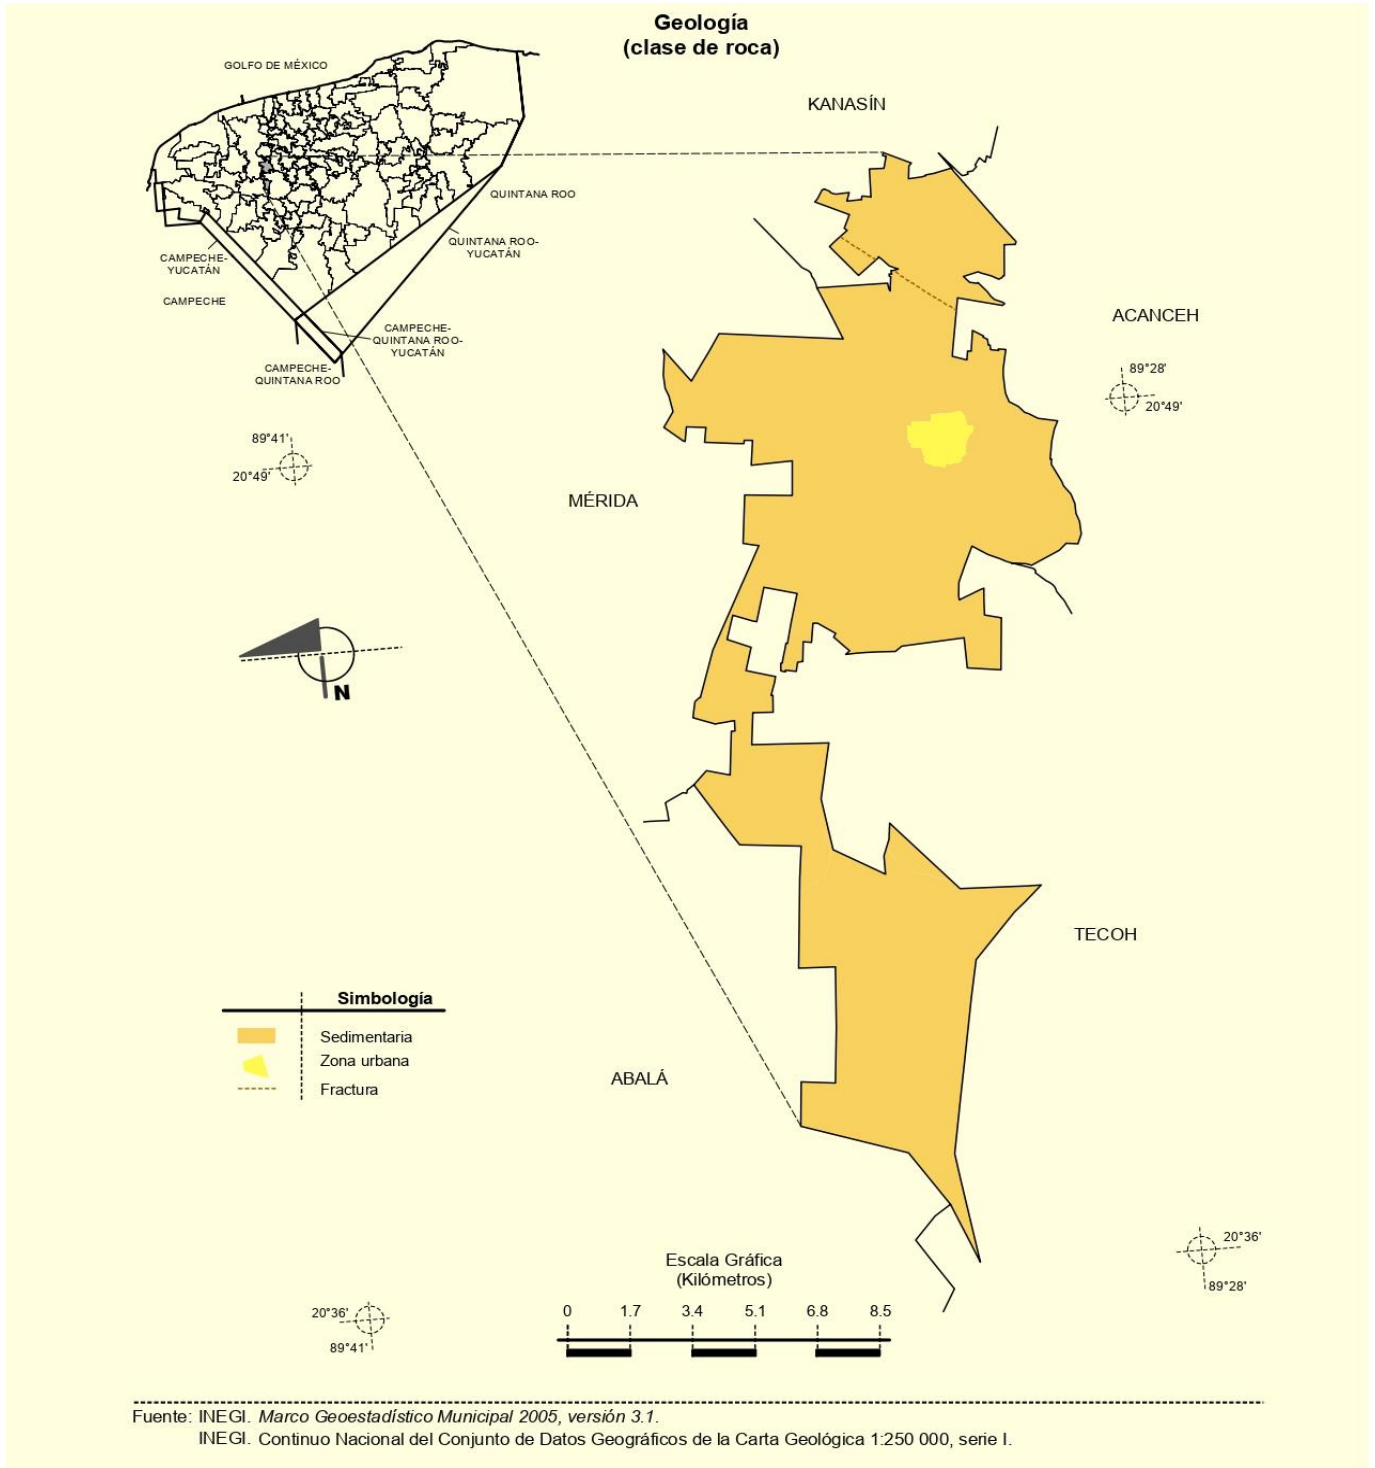 Geología
(clase de roca)
GOLFO DE MÉXICO
KANASÍN
QUINTANA ROO
QUINTANA ROO-
YUCATÁN
CAMPECHE-
YUCATÁN
CAMPECHE
CAMPECHE-
QUINTANA ROO-
YUCATÁN
CAMPECHE-
QUINTANA ROO
ACANCEH
89°28'
20°49'
89°41'
20°49'
MÉRIDA
N
TECOH
Simbología
Sedimentaria
Zona urbana
Fractura
ABALÁ
20°36'
89°28'
20°36'
89°41'
Escala Gráfica
(Kilómetros)
0 1.7 3.4 5.1 6.8 8.5
Fuente: INEGI. Marco Geoestadístico Municipal 2005, versión 3.1.
INEGI. Continuo Nacional del Conjunto de Datos Geográficos de la Carta Geológica 1:250 000, serie I.